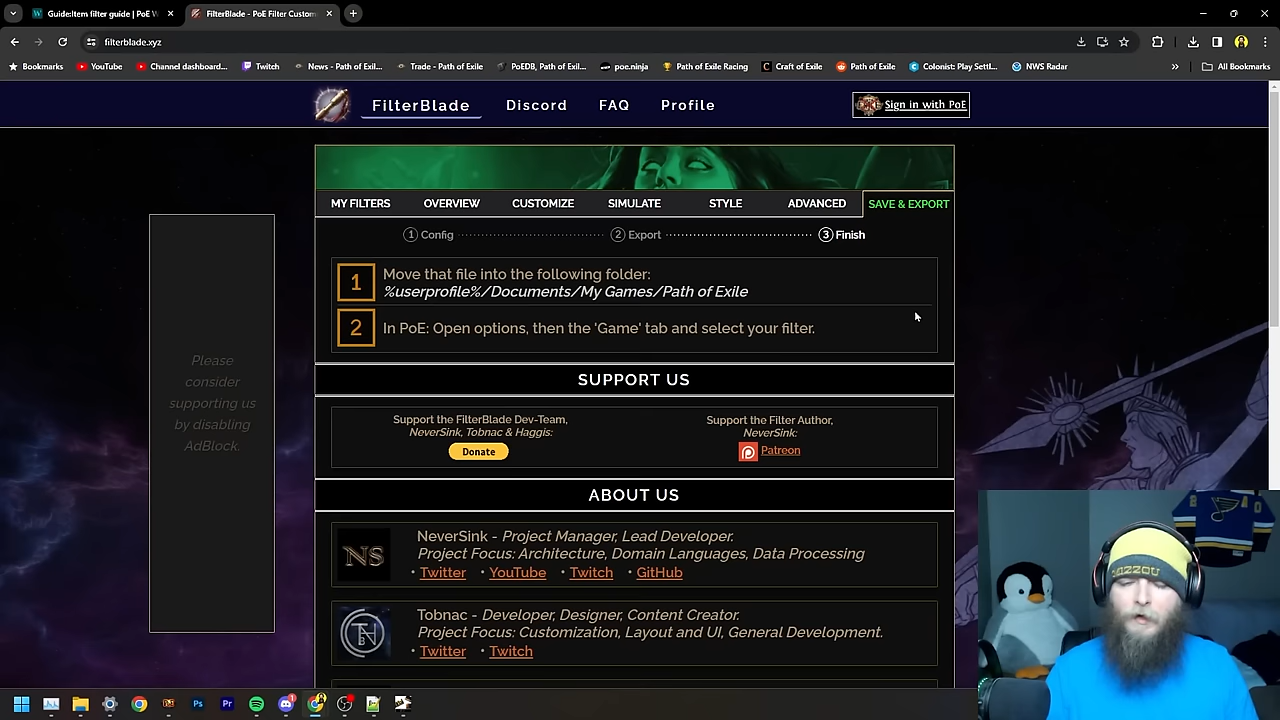 Guide:Item filter guide | PoE W
FilterBlade - PoE Filter Custom
filterblade.xyz
Bookmarks
YouTube
Channel dashboard...
Twitch
News - Path of Exil...
Trade - Path of Exile
PoEDB, Path of Exil...
poe.ninja
Path of Exile Racing
Craft of Exile
Path of Exile
Colonist: Play Settl...
NWS Radar
All Bookmarks
FilterBlade
Discord
FAQ
Profile
Sign in with PoE
MY FILTERS
OVERVIEW
CUSTOMIZE
SIMULATE
STYLE
ADVANCED
SAVE & EXPORT
1 Config
2 Export
3 Finish
1
Move that file into the following folder:
%userprofile%/Documents/My Games/Path of Exile
2
In PoE: Open options, then the 'Game' tab and select your filter.
Please
consider
supporting us
by disabling
AdBlock.
SUPPORT US
Support the FilterBlade Dev-Team,
NeverSink, Tobnac & Haggis:
Donate
Support the Filter Author,
NeverSink:
Patreon
ABOUT US
NS
NeverSink - Project Manager, Lead Developer.
Project Focus: Architecture, Domain Languages, Data Processing
• Twitter • YouTube • Twitch • GitHub
Tobnac - Developer, Designer, Content Creator.
Project Focus: Customization, Layout and UI, General Development.
• Twitter • Twitch
MIZZOU